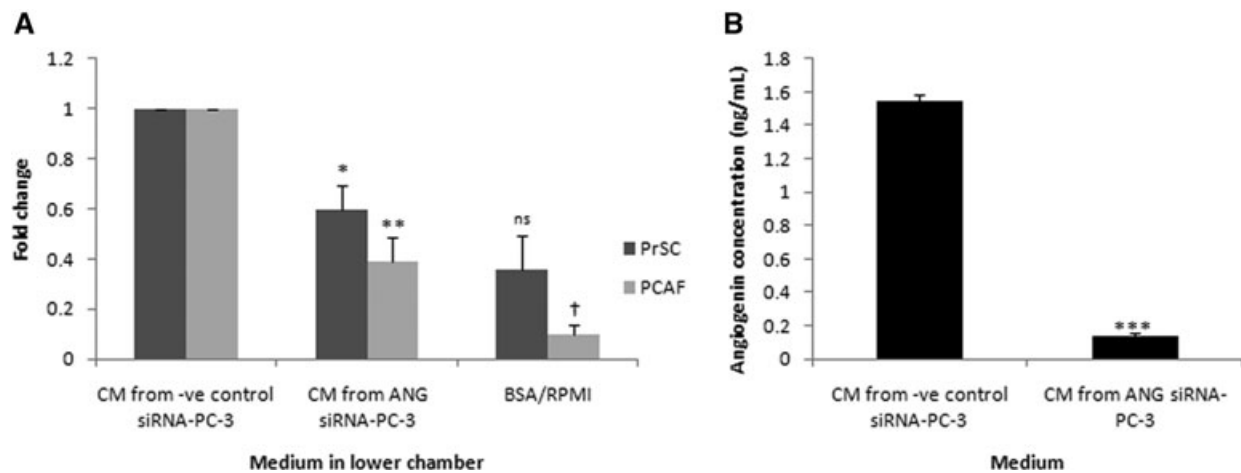 A
Fold change
1.2
1
0.8
0.6
0.4
0.2
0
*
**
ns
†
PrSC
PCAF
CM from -ve control
siRNA-PC-3
CM from ANG
siRNA-PC-3
BSA/RPMI
Medium in lower chamber
B
Angiogenin concentration (ng/mL)
1.8
1.6
1.4
1.2
1
0.8
0.6
0.4
0.2
0
***
CM from -ve control
siRNA-PC-3
CM from ANG siRNA-
PC-3
Medium